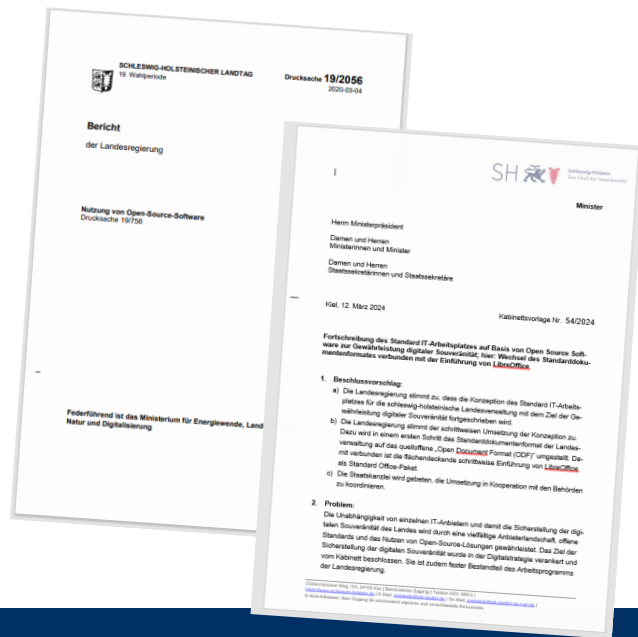 SCHLESWIG-HOLSTEINISCHER LANDTAG
19. Wahlperiode
Drucksache 19/2056
2020-03-04
Bericht
der Landesregierung
Nutzung von Open-Source-Software
Drucksache 19/756
Federführend ist das Ministerium für Energiewende, Land
Natur und Digitalisierung
SH
Schleswig-Holstein
Der Chef der Staatskanzlei
Minister
Herrn Ministerpräsident
Damen und Herren
Ministerinnen und Minister
Damen und Herren
Staatssekretärinnen und Staatssekretäre
Kiel, 12. März 2024
Kabinettsvorlage Nr. 54/2024
Fortschreibung des Standard IT-Arbeitsplatzes auf Basis von Open Source Soft-
ware zur Gewährleistung digitaler Souveränität; hier: Wechsel des Standarddoku-
mentenformates verbunden mit der Einführung von LibreOffice
1. Beschlussvorschlag:
a) Die Landesregierung stimmt zu, dass die Konzeption des Standard IT-Arbeits-
platzes für die schleswig-holsteinische Landesverwaltung mit dem Ziel der Ge-
währleistung digitaler Souveränität fortgeschrieben wird.
b) Die Landesregierung stimmt der schrittweisen Umsetzung der Konzeption zu.
Dazu wird in einem ersten Schritt das Standarddokumentenformat der Landes-
verwaltung auf das quelloffene „Open Document Format (ODF)" umgestellt. Da-
mit verbunden ist die flächendeckende schrittweise Einführung von LibreOffice
als Standard Office-Paket.
c) Die Staatskanzlei wird gebeten, die Umsetzung in Kooperation mit den Behörden
zu koordinieren.
2. Problem:
Die Unabhängigkeit von einzelnen IT-Anbietern und damit die Sicherstellung der digi-
talen Souveränität des Landes wird durch eine vielfältige Anbieterlandschaft, offene
Standards und das Nutzen von Open-Source-Lösungen gewährleistet. Das Ziel der
Sicherstellung der digitalen Souveränität wurde in der Digitalstrategie verankert und
vom Kabinett beschlossen. Sie ist zudem fester Bestandteil des Arbeitsprogramms
der Landesregierung.